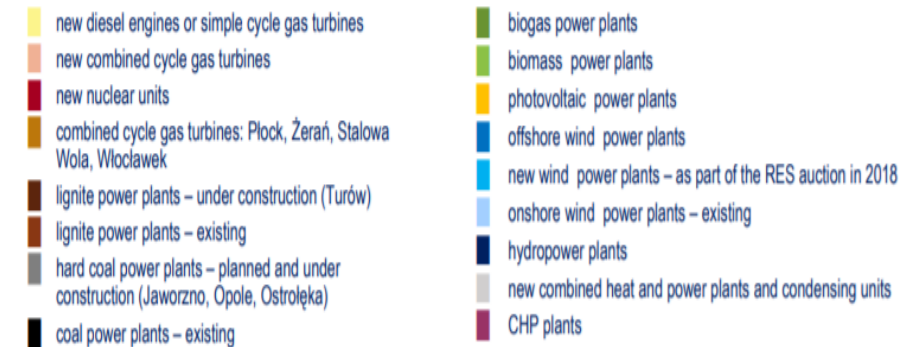 new diesel engines or simple cycle gas turbines
new combined cycle gas turbines
new nuclear units
combined cycle gas turbines: Płock, Żerań, Stalowa
Wola, Włocławek
lignite power plants – under construction (Turów)
lignite power plants – existing
hard coal power plants – planned and under
construction (Jaworzno, Opole, Ostrołęka)
coal power plants – existing
biogas power plants
biomass power plants
photovoltaic power plants
offshore wind power plants
new wind power plants – as part of the RES auction in 2018
onshore wind power plants – existing
hydropower plants
new combined heat and power plants and condensing units
CHP plants